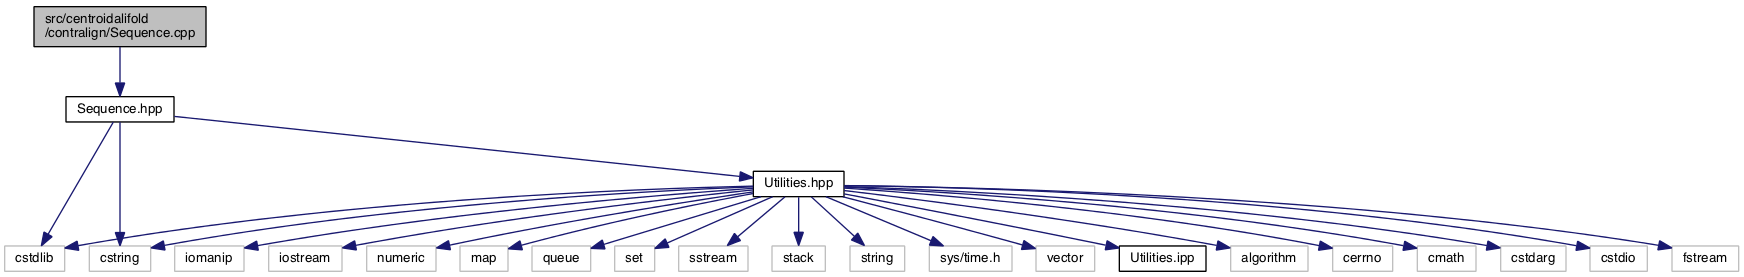 src/centroidalifold
/contralign/Sequence.cpp
Sequence.hpp
Utilities.hpp
cstdlib
cstring
iomanip
iostream
numeric
map
queue
set
sstream
stack
string
sys/time.h
vector
Utilities.ipp
algorithm
cerrno
cmath
cstdarg
cstdio
fstream